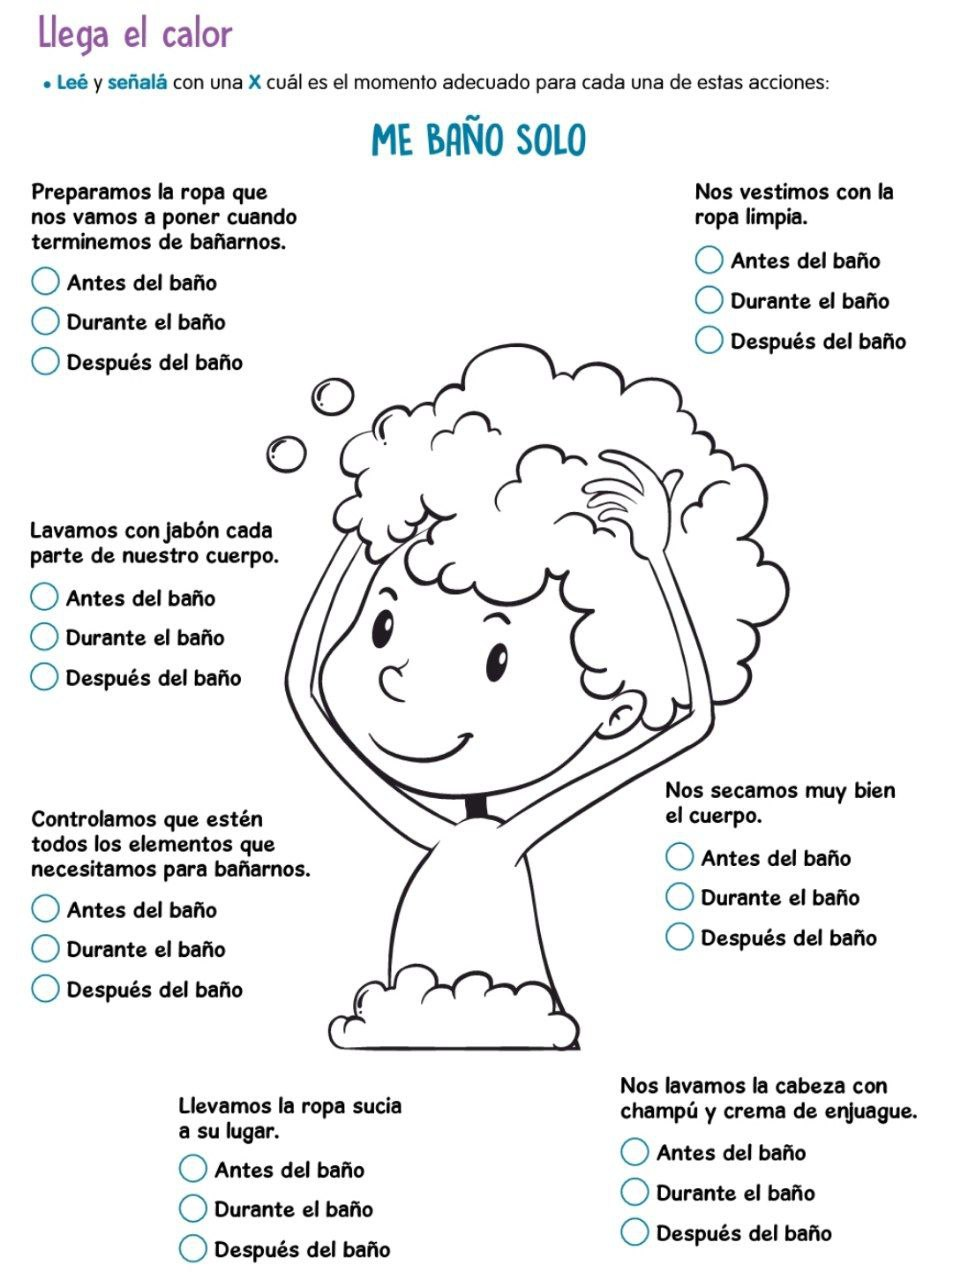 Llega el calor
• Leé y señalá con una X cuál es el momento adecuado para cada una de estas acciones:
ME BAÑO SOLO
Preparamos la ropa que
nos vamos a poner cuando
terminemos de bañarnos.
Antes del baño
Durante el baño
Después del baño
Nos vestimos con la
ropa limpia.
Antes del baño
Durante el baño
Después del baño
Lavamos con jabón cada
parte de nuestro cuerpo.
Antes del baño
Durante el baño
Después del baño
Controlamos que estén
todos los elementos que
necesitamos para bañarnos.
Antes del baño
Durante el baño
Después del baño
Nos secamos muy bien
el cuerpo.
Antes del baño
Durante el baño
Después del baño
Llevamos la ropa sucia
a su lugar.
Antes del baño
Durante el baño
Después del baño
Nos lavamos la cabeza con
champú y crema de enjuague.
Antes del baño
Durante el baño
Después del baño